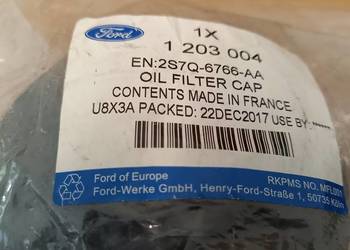 Ford
1X
1 203 004
EN:2S7Q-6766-AA
OIL FILTER CAP
CONTENTS MADE IN FRANCE
U8X3A PACKED: 22DEC2017 USE BY:
Ford of Europe
RKPMS NO. MFL
Ford-Werke GmbH, Henry-Ford-Straße 1, 50735 Köln